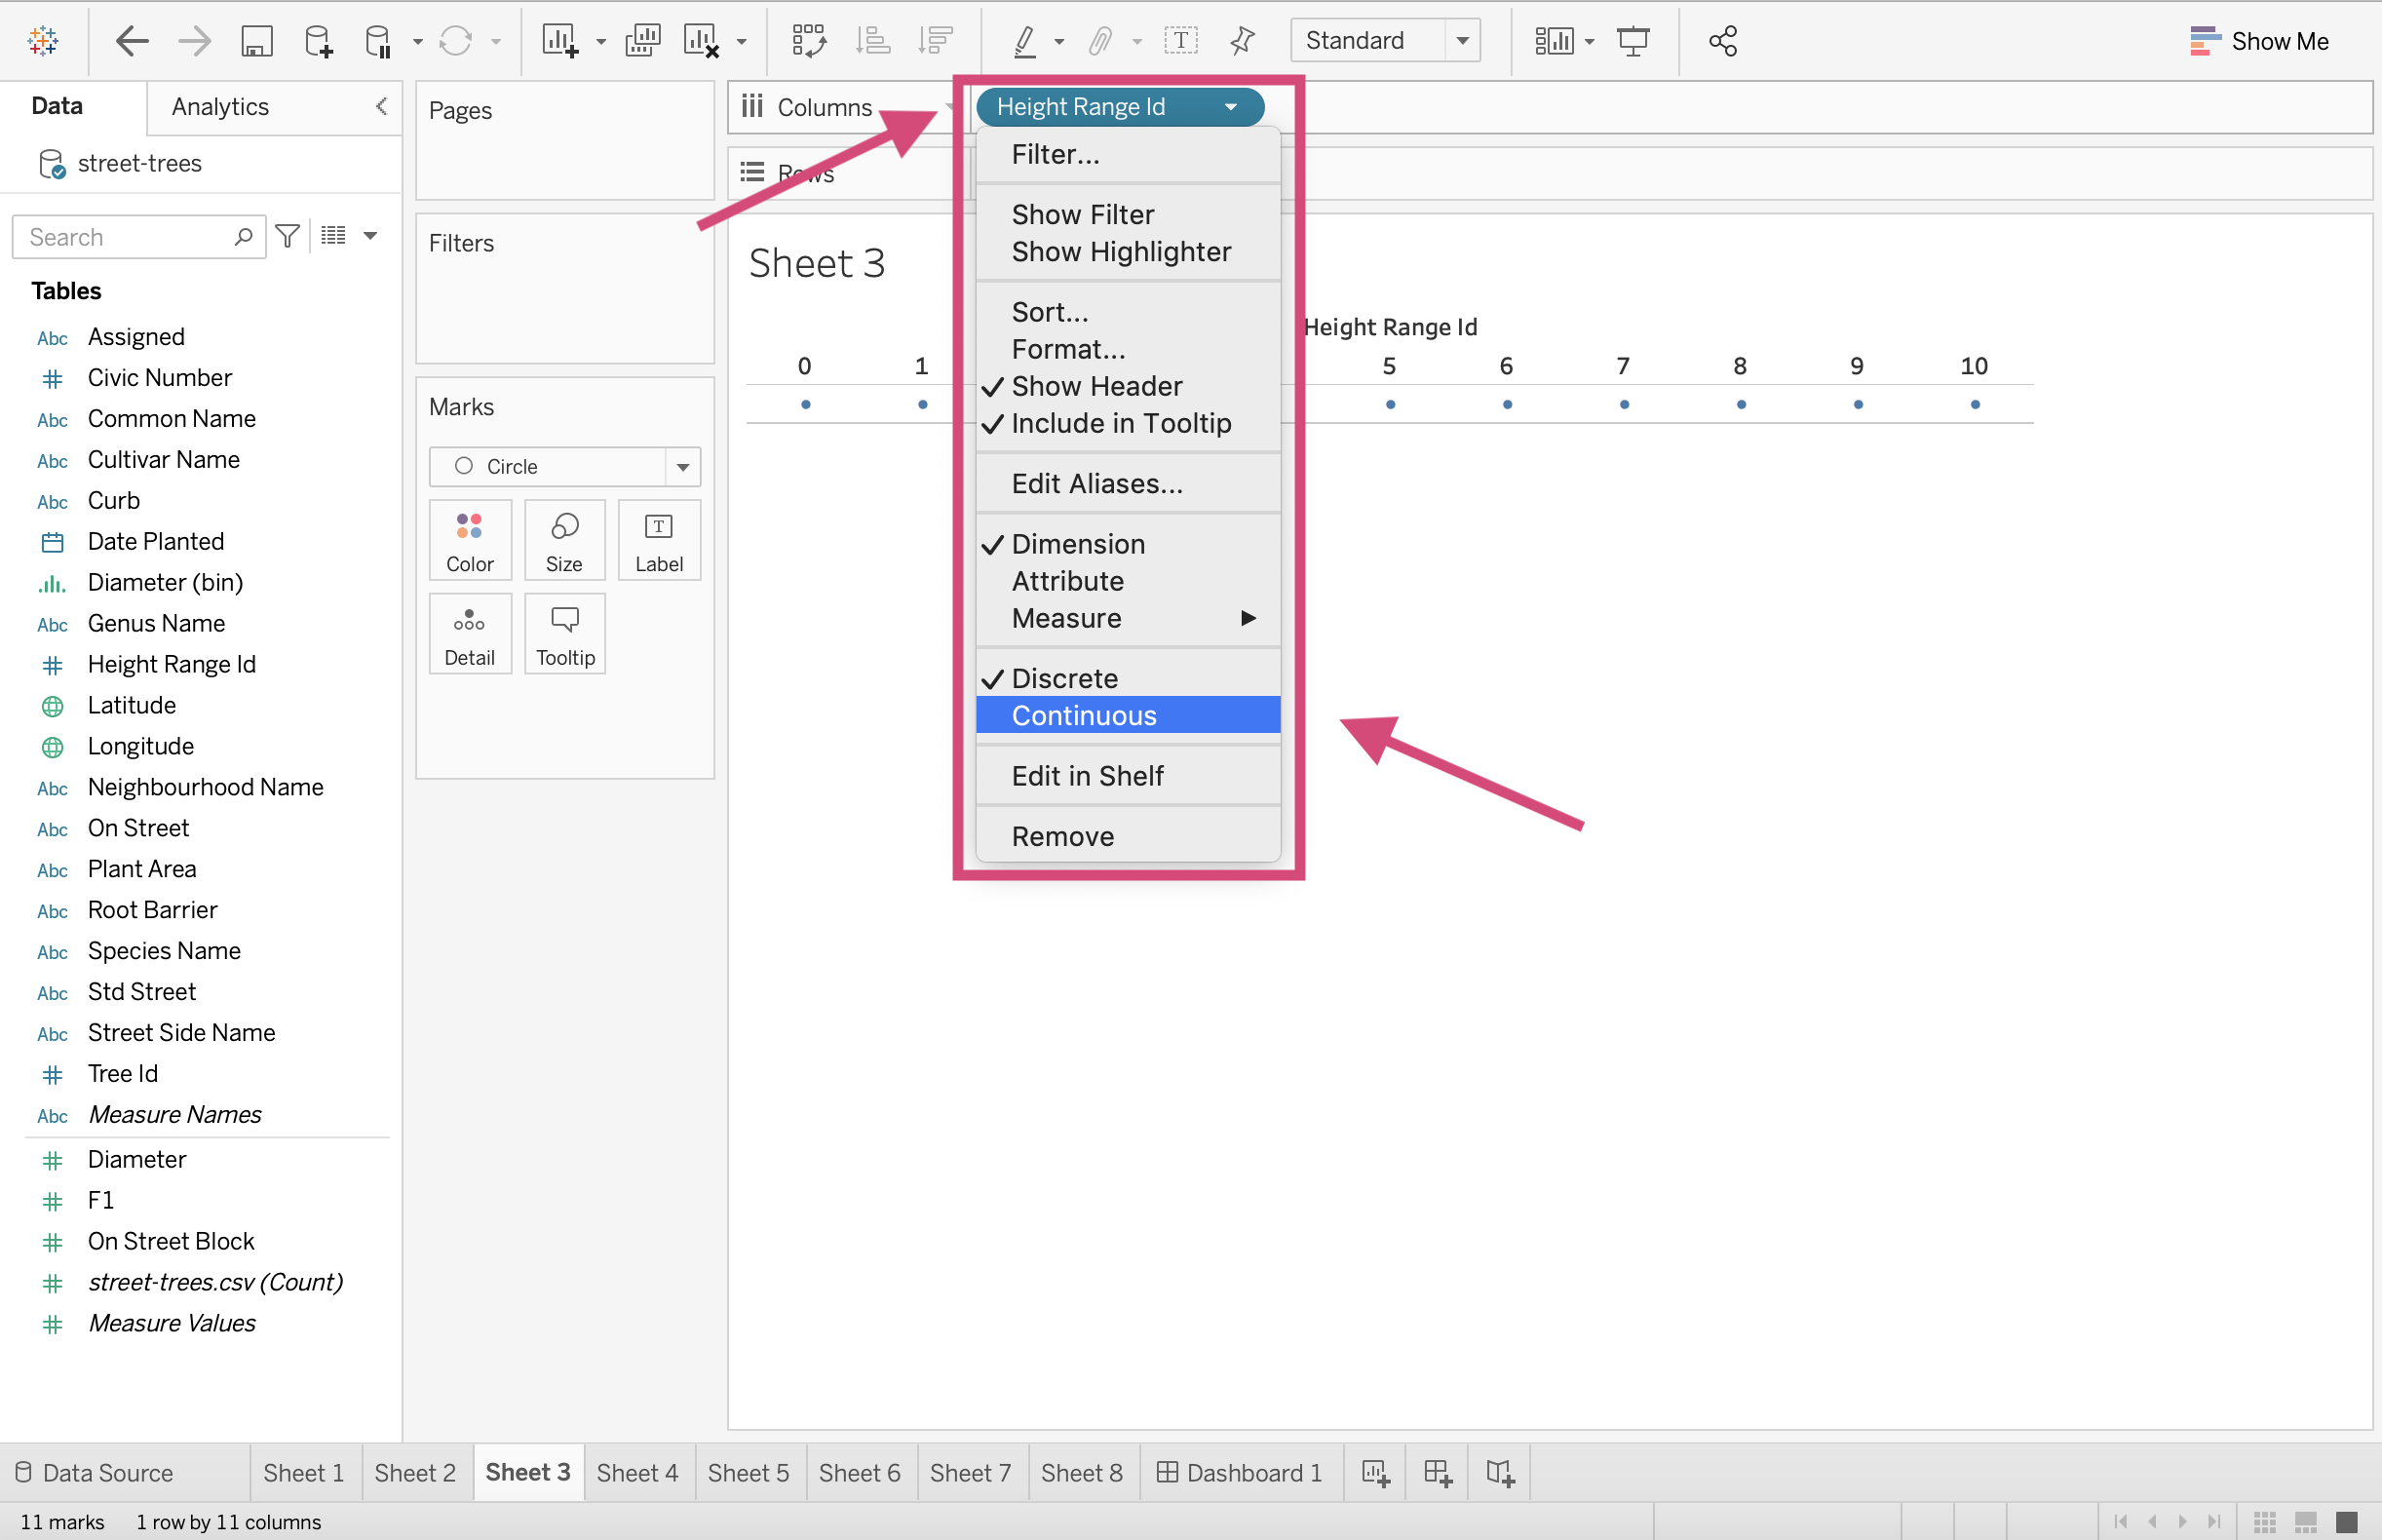 Standard
Show Me
Data
Analytics
street-trees
Search
Tables
Abc Assigned
Civic Number
Abc Common Name
Abc Cultivar Name
Abc Curb
Date Planted
Diameter (bin)
Abc Genus Name
Height Range Id
Latitude
Longitude
Abc Neighbourhood Name
Abc On Street
Abc Plant Area
Abc Root Barrier
Abc Species Name
Abc Std Street
Abc Street Side Name
Tree Id
Abc Measure Names
Diameter
F1
On Street Block
street-trees.csv (Count)
Measure Values
Pages
Filters
Marks
Circle
Color Size T Label
Detail Tooltip
Columns
Height Range Id
Rows
Sheet 3
Height Range Id
0 1 5 6 7 8 9 10
Filter...
Show Filter
Show Highlighter
Sort...
Format...
Show Header
Include in Tooltip
Edit Aliases...
Dimension
Attribute
Measure
Discrete
Continuous
Edit in Shelf
Remove
Data Source Sheet 1 Sheet 2 Sheet 3 Sheet 4 Sheet 5 Sheet 6 Sheet 7 Sheet 8 Dashboard 1
11 marks 1 row by 11 columns